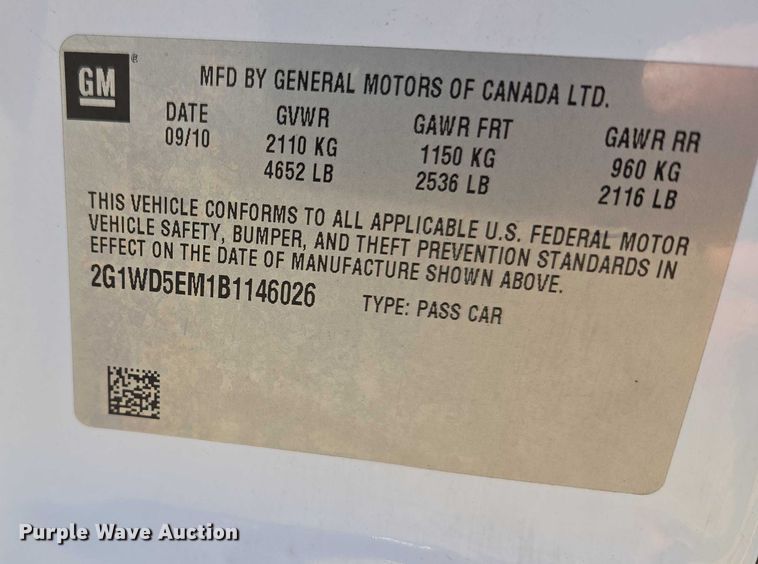 GM ®
MFD BY GENERAL MOTORS OF CANADA LTD.
DATE GVWR GAWR FRT GAWR RR
09/10 2110 KG 1150 KG 960 KG
4652 LB 2536 LB 2116 LB
THIS VEHICLE CONFORMS TO ALL APPLICABLE U.S. FEDERAL MOTOR
VEHICLE SAFETY, BUMPER, AND THEFT PREVENTION STANDARDS IN
EFFECT ON THE DATE OF MANUFACTURE SHOWN ABOVE.
2G1WD5EM1B1146026 TYPE: PASS CAR
Purple Wave Auction